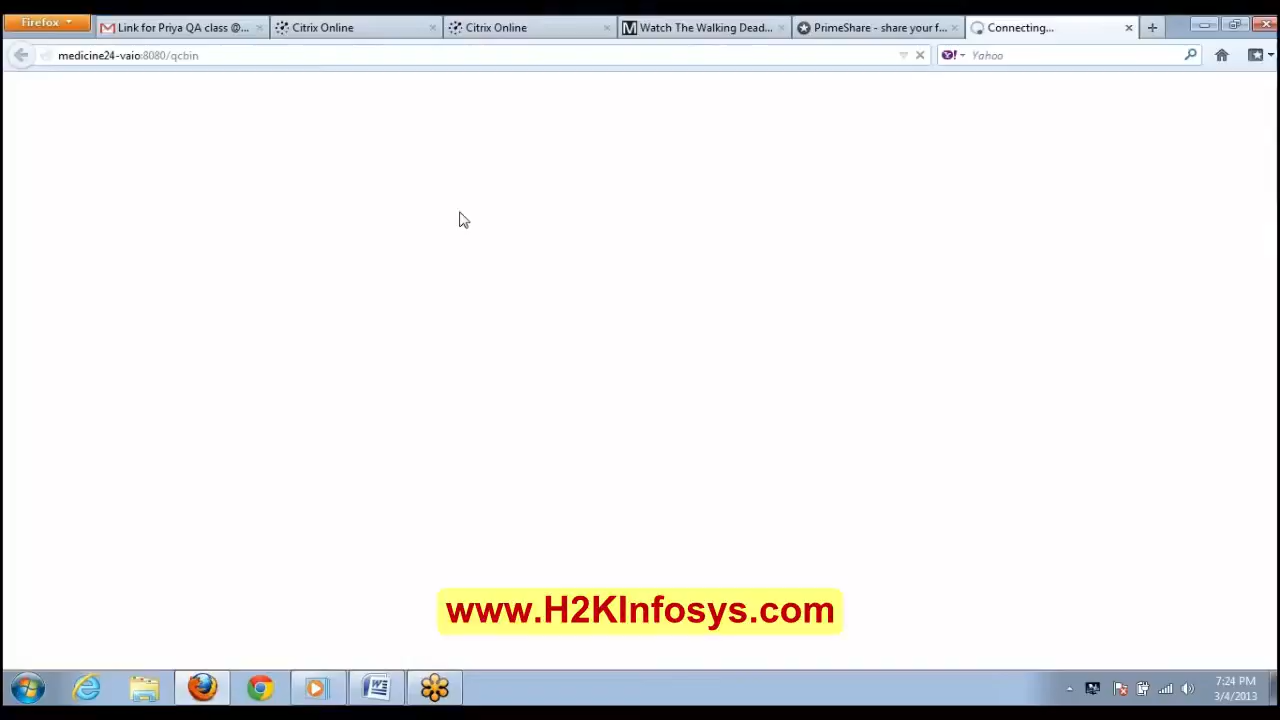 Firefox
Link for Priya QA class @...
Citrix Online
Citrix Online
Watch The Walking Dead...
PrimeShare - share your f...
Connecting...
medicine24-vaio:8080/qcbin
Y!
Yahoo
www.H2KInfosys.com
7:24 PM
3/4/2013